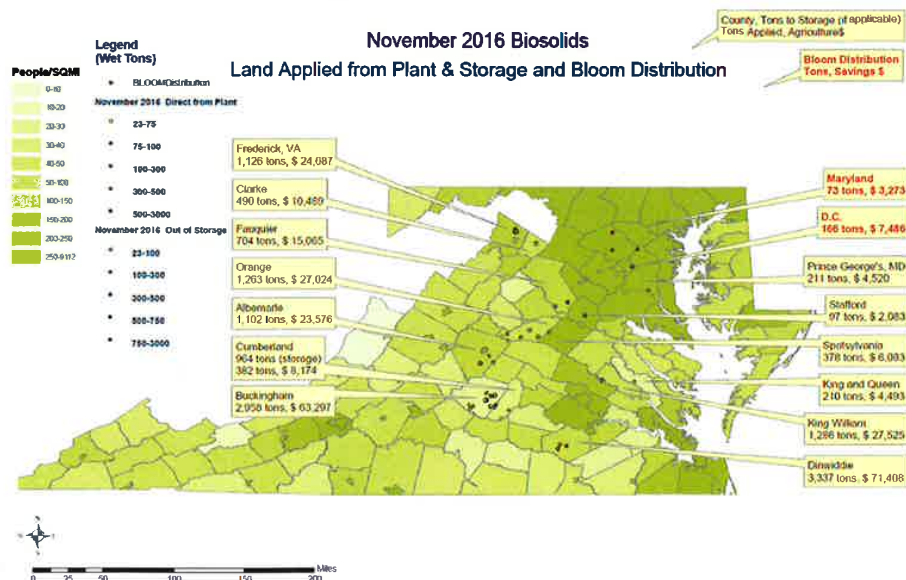 November 2016 Biosolids
Land Applied from Plant & Storage and Bloom Distribution
County, Tons to Storage (if applicable)
Tons Applied, Agriculture$
Bloom Distribution
Tons, Savings $
People/SQMI
0-10
10-20
20-30
30-40
40-50
50-100
100-150
150-200
200-250
250-9112
Legend
(Wet Tons)
BLOOM Distribution
November 2016 Direct from Plant
23-75
75-100
100-300
300-500
500-3000
November 2016 Out of Storage
23-100
100-300
300-500
500-750
750-3000
Frederick, VA
1,126 tons, $ 24,087
Clarke
490 tons, $ 10,489
Fauquier
704 tons, $ 15,065
Orange
1,263 tons, $ 27,024
Albemarle
1,102 tons, $ 23,576
Cumberland
964 tons (storage)
382 tons, $ 8,174
Buckingham
2,958 tons, $ 63,297
Maryland
73 tons, $ 3,273
D.C.
166 tons, $ 7,486
Prince George's, MD
211 tons, $ 4,520
Stafford
97 tons, $ 2,083
Spotsylvania
378 tons, $ 8,083
King and Queen
210 tons, $ 4,493
King William
1,286 tons, $ 27,525
Dinwiddie
3,337 tons, $ 71,408
0 25 50 100 150 200 Miles